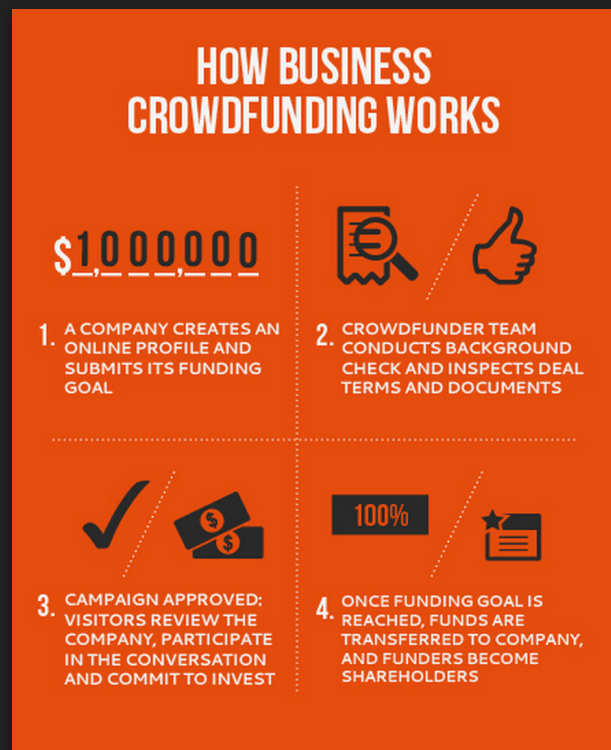 HOW BUSINESS
CROWDFUNDING WORKS
$1,000,000
1. A COMPANY CREATES AN
ONLINE PROFILE AND
SUBMITS ITS FUNDING
GOAL
2. CROWDFUNDER TEAM
CONDUCTS BACKGROUND
CHECK AND INSPECTS DEAL
TERMS AND DOCUMENTS
$
$
3. CAMPAIGN APPROVED:
VISITORS REVIEW THE
COMPANY, PARTICIPATE
IN THE CONVERSATION
AND COMMIT TO INVEST
100%
4. ONCE FUNDING GOAL IS
REACHED, FUNDS ARE
TRANSFERRED TO COMPANY,
AND FUNDERS BECOME
SHAREHOLDERS